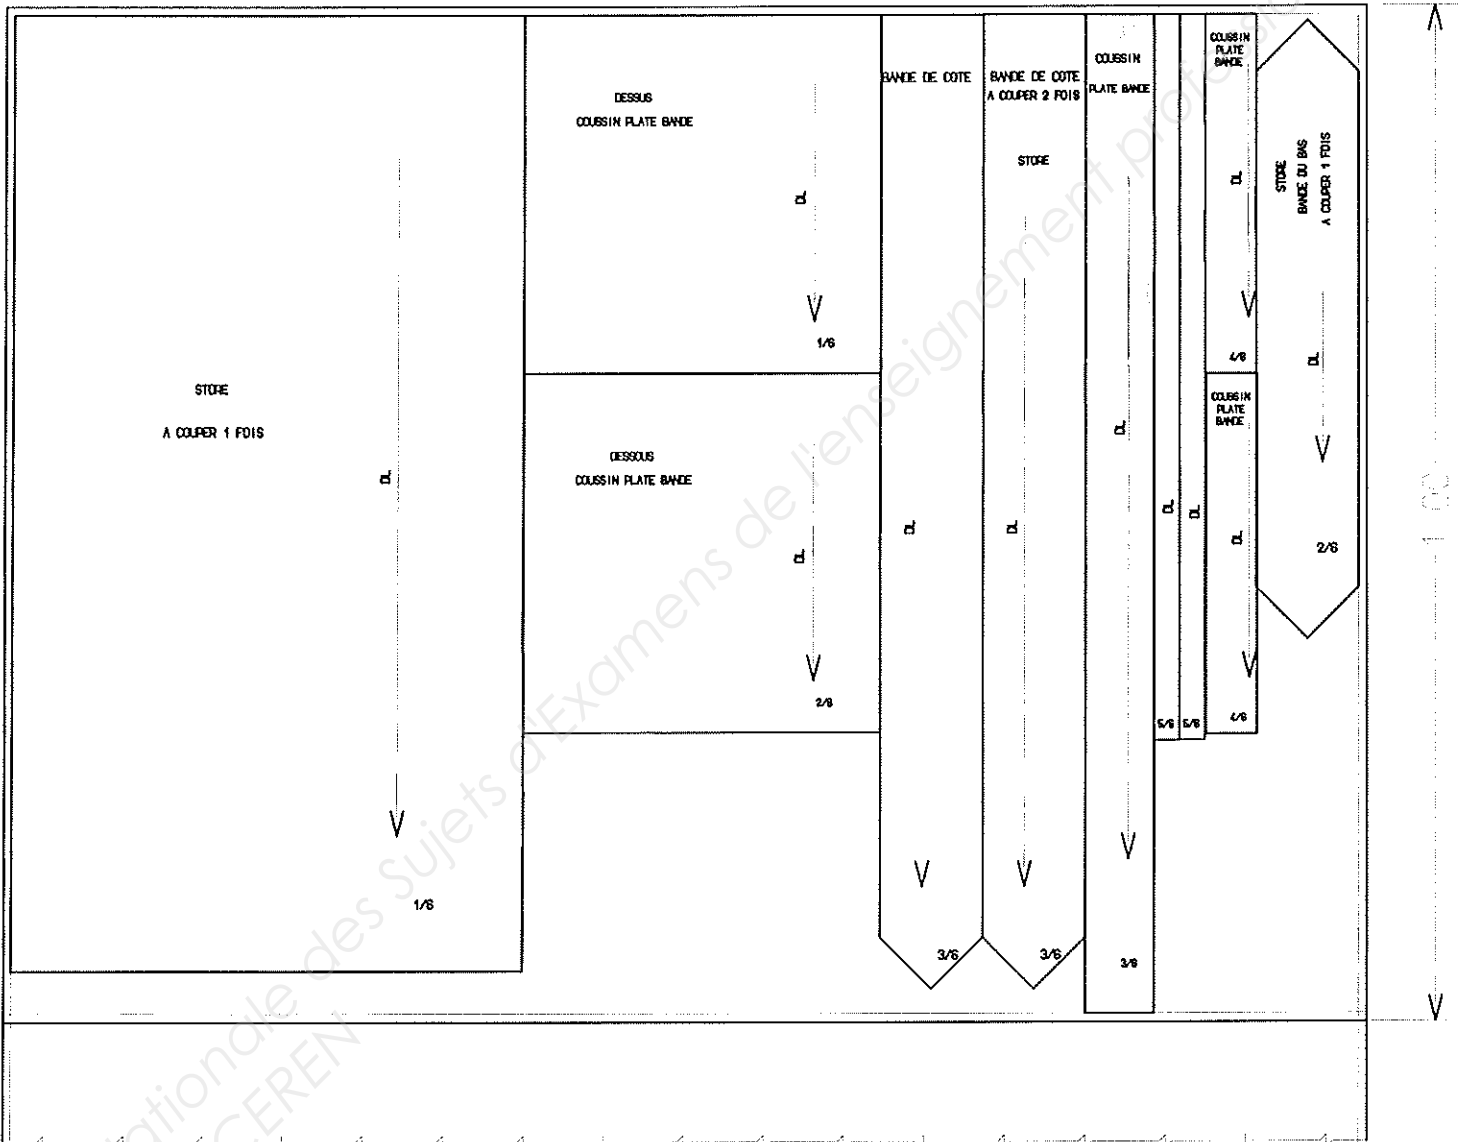 STORE
A COUPER 1 FOIS
DL
1/6
DESSUS
COUSSIN PLATE BANDE
DL
1/6
DESSOUS
COUSSIN PLATE BANDE
DL
2/6
BANDE DE COTE
DL
3/6
BANDE DE COTE
A COUPER 2 FOIS
STORE
DL
3/6
COUSSIN
PLATE BANDE
DL
3/6
DL
5/6
DL
5/6
COUSSIN
PLATE
BANDE
DL
4/6
COUSSIN
PLATE
BANDE
DL
4/6
STORE
BANDE DU BAS
A COUPER 1 FOIS
DL
2/6
ationale des Sujets d'Examens de l'enseignement professi
CEREN